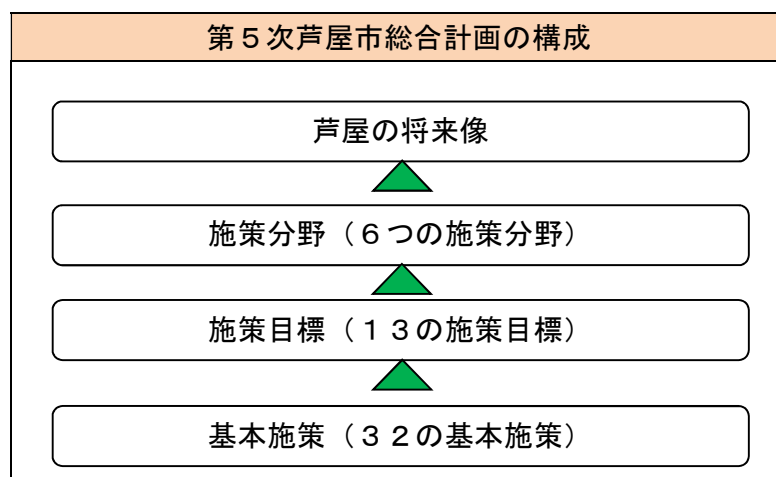 第５次芦屋市総合計画の構成
芦屋の将来像
施策分野（６つの施策分野）
施策目標（１３の施策目標）
基本施策（３２の基本施策）